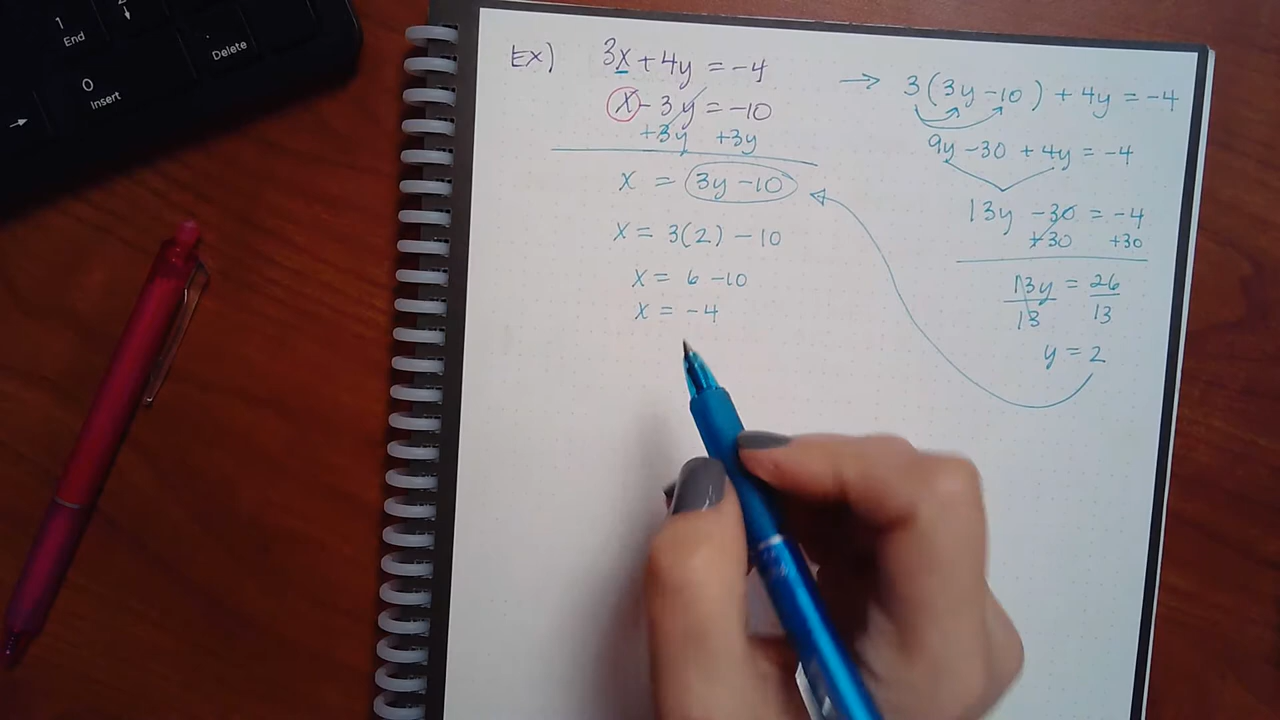 1
End
Delete
0
Insert
Ex) 3x + 4y = -4
x - 3y = -10
+3y +3y
x = 3y - 10
x = 3(2) - 10
x = 6 - 10
x = -4
→ 3(3y - 10) + 4y = -4
9y - 30 + 4y = -4
13y - 30 = -4
+30 +30
13y = 26
13 13
y = 2